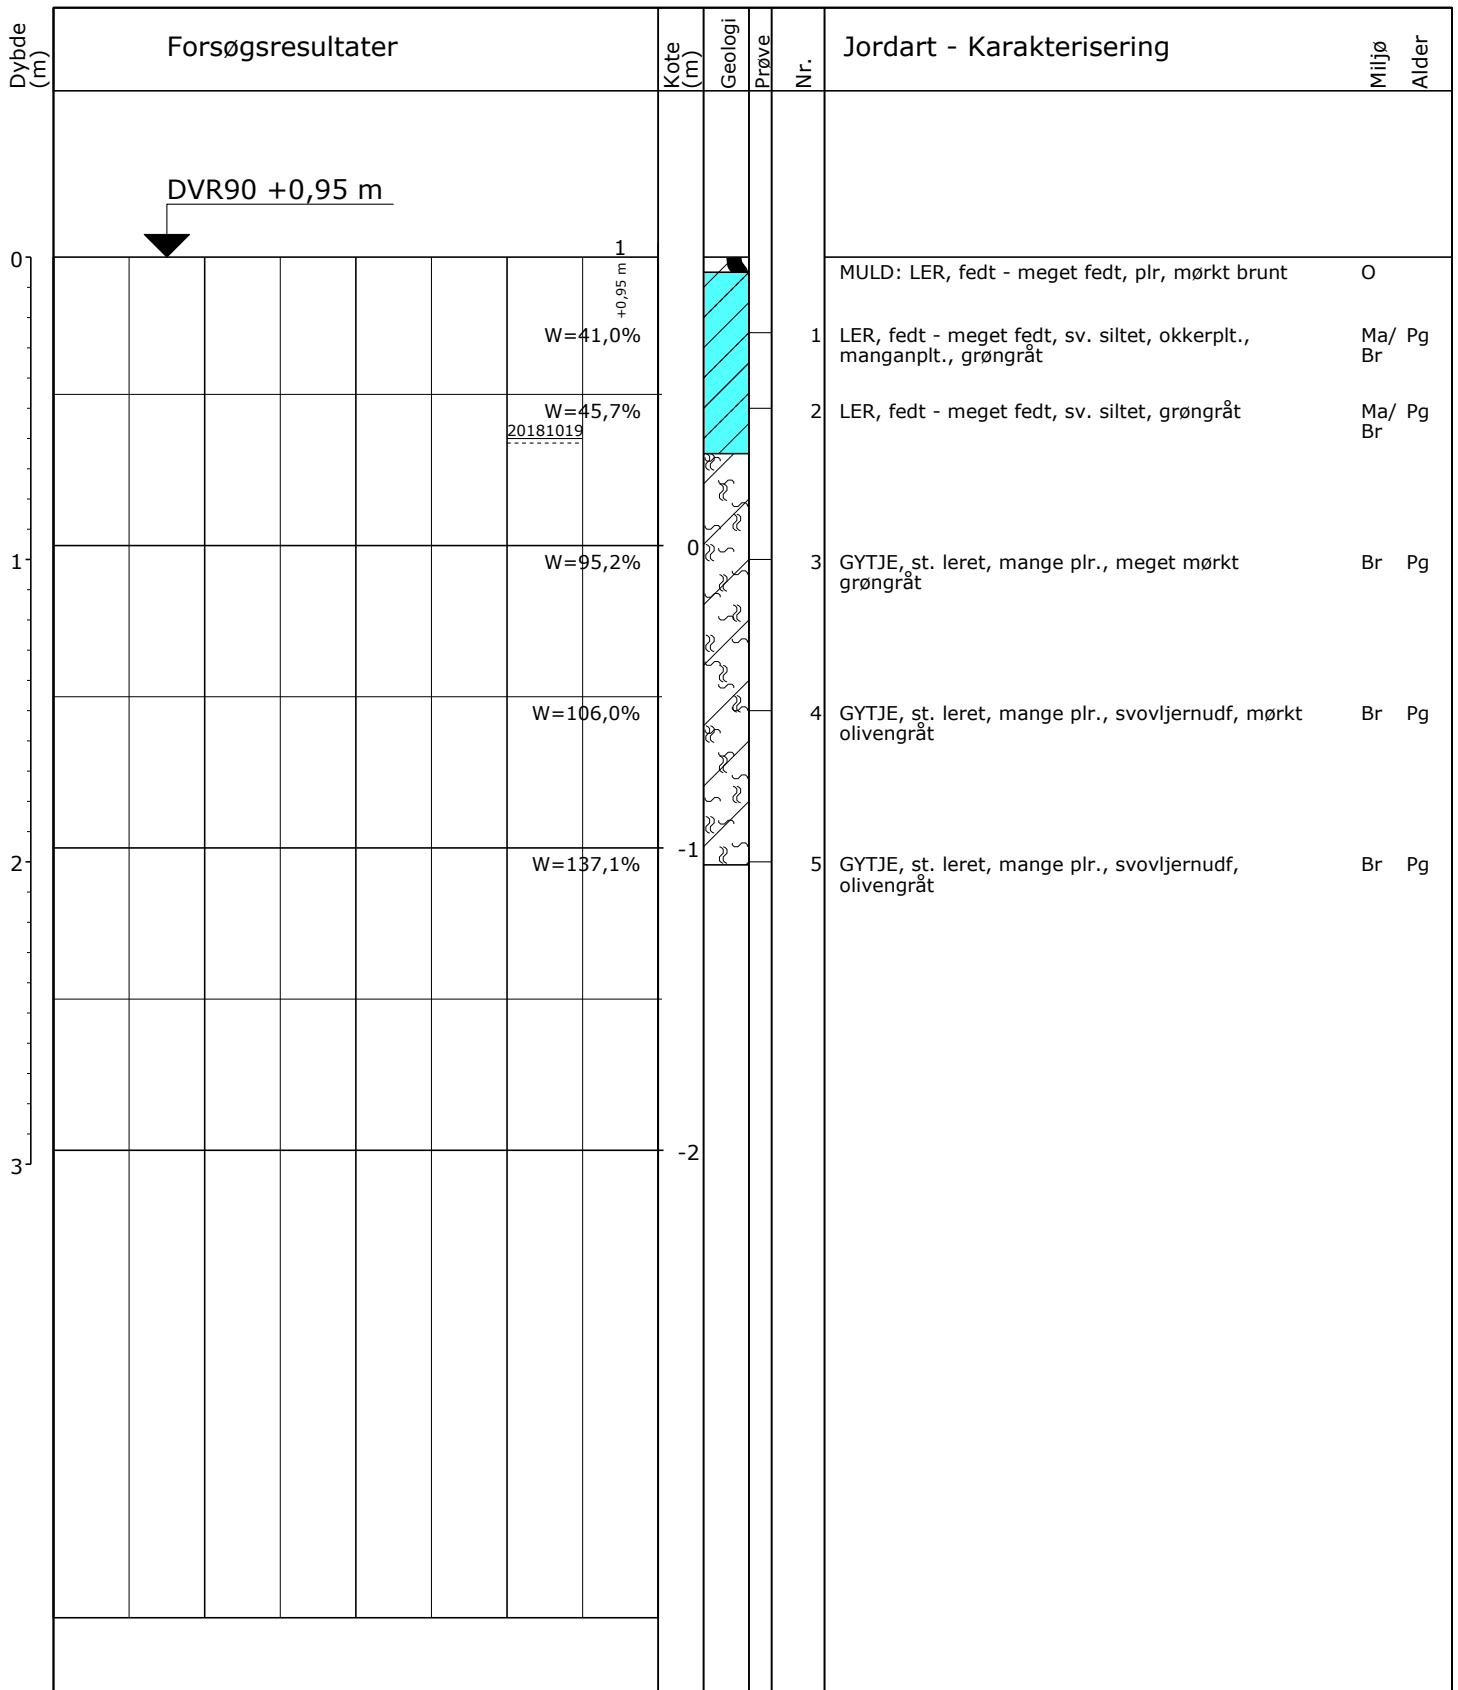 Dybde
(m)
Forsøgsresultater
Kote
(m)
Geologi
Prøve
Nr.
Jordart - Karakterisering
Miljø
Alder
DVR90 +0,95 m
1
+0,95 m
0
MULD: LER, fedt - meget fedt, plr, mørkt brunt O
W=41,0% 1 LER, fedt - meget fedt, sv. siltet, okkerplt., Ma/ Pg
manganplt., grøngråt Br
W=45,7% 2 LER, fedt - meget fedt, sv. siltet, grøngråt Ma/ Pg
Br
20181019
0
1 W=95,2% 3 GYTJE, st. leret, mange plr., meget mørkt Br Pg
grøngråt
W=106,0% 4 GYTJE, st. leret, mange plr., svovljernudf, mørkt Br Pg
olivengråt
-1
2 W=137,1% 5 GYTJE, st. leret, mange plr., svovljernudf, Br Pg
olivengråt
-2
3